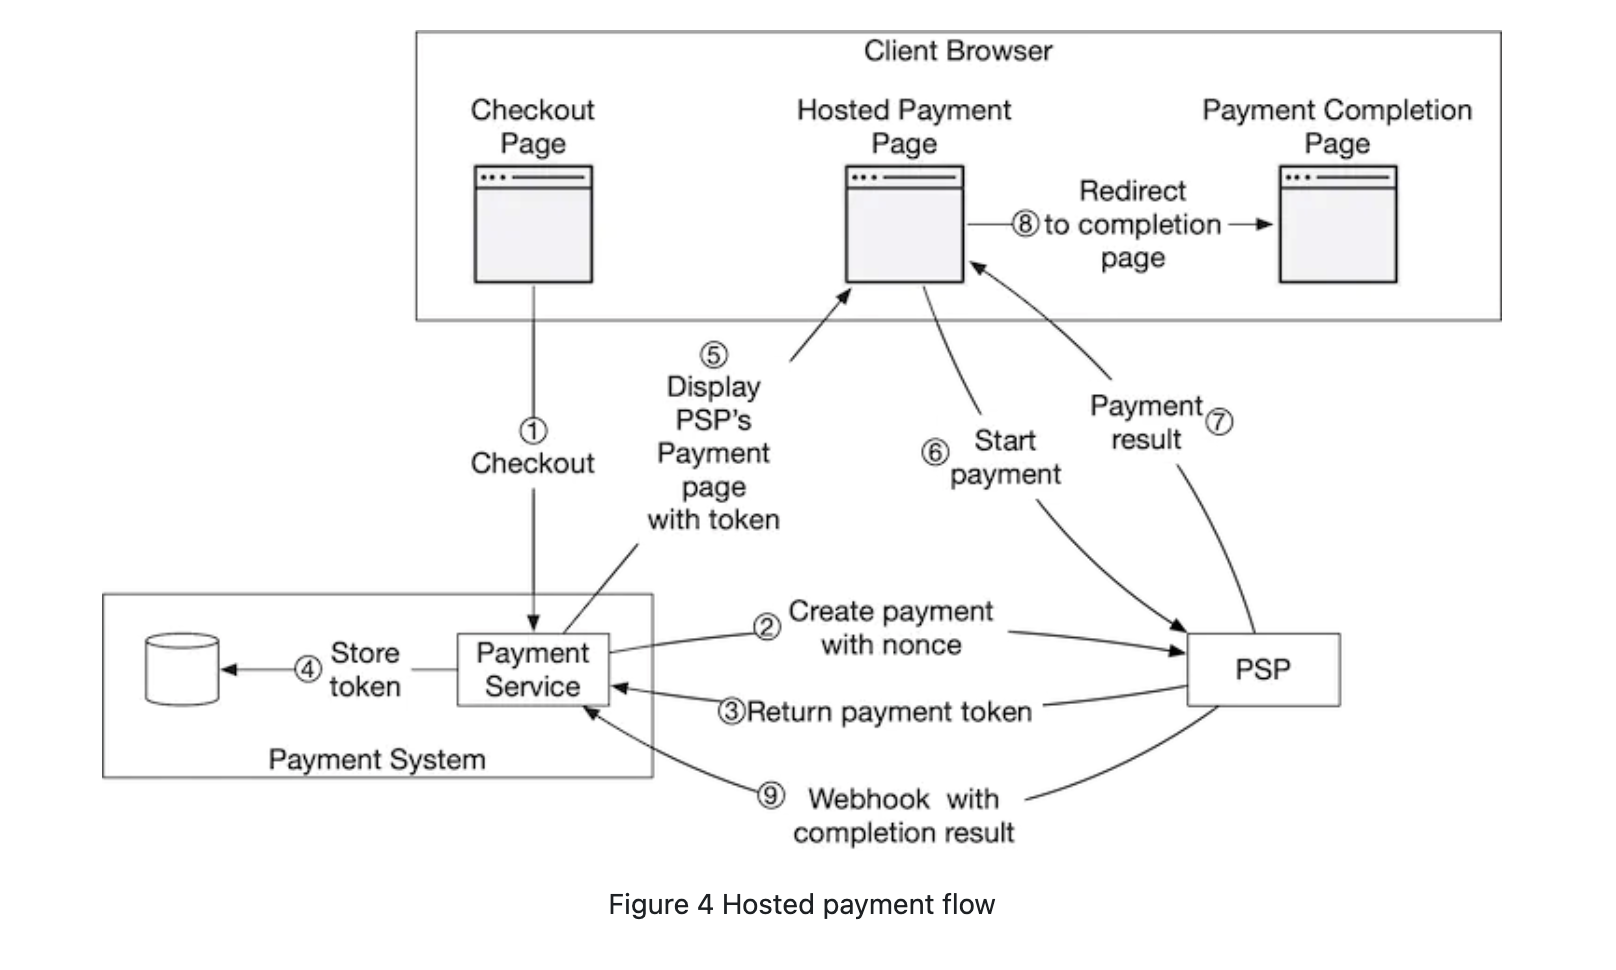 Client Browser
Checkout
Page
Hosted Payment
Page
Payment Completion
Page
Redirect
⑧ to completion
page
⑤
Display
PSP's
Payment
page
with token
①
Checkout
⑥ Start
payment
Payment ⑦
result
② Create payment
with nonce
④ Store
token
Payment
Service
PSP
③ Return payment token
Payment System
⑨ Webhook with
completion result
Figure 4 Hosted payment flow